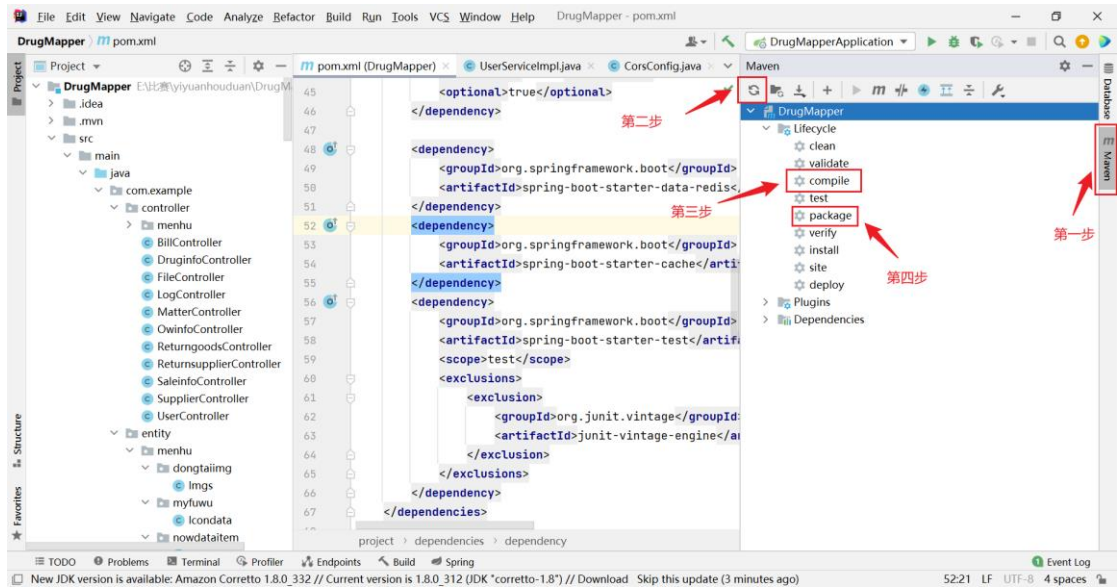 File Edit View Navigate Code Analyze Refactor Build Run Tools VCS Window Help DrugMapper - pom.xml
DrugMapper pom.xml
DrugMapperApplication
Project
pom.xml (DrugMapper)
UserServiceImpl.java
CorsConfig.java
Maven
Project
DrugMapper E:\比赛\yiyuanhouduan\DrugM
.idea
.mvn
src
main
java
com.example
controller
menhu
BillController
DruginfoController
FileController
LogController
MatterController
OwinfoController
ReturngoodsController
ReturnsupplierController
SaleinfoController
SupplierController
UserController
entity
menhu
dongtaiimg
Imgs
myfuwu
Icondata
nowdataitem
Structure
Favorites
45 <optional>true</optional>
46 </dependency>
47
48 <dependency>
49 <groupId>org.springframework.boot</groupId>
50 <artifactId>spring-boot-starter-data-redis</
51 </dependency>
52 <dependency>
53 <groupId>org.springframework.boot</groupId>
54 <artifactId>spring-boot-starter-cache</arti
55 </dependency>
56 <dependency>
57 <groupId>org.springframework.boot</groupId>
58 <artifactId>spring-boot-starter-test</artifa
59 <scope>test</scope>
60 <exclusions>
61 <exclusion>
62 <groupId>org.junit.vintage</groupId>
63 <artifactId>junit-vintage-engine</ar
64 </exclusion>
65 </exclusions>
66 </dependency>
67 </dependencies>
project › dependencies › dependency
第二步
第三步
第四步
第一步
DrugMapper
Lifecycle
clean
validate
compile
test
package
verify
install
site
deploy
Plugins
Dependencies
Database
Maven
TODO Problems Terminal Profiler Endpoints Build Spring
1 Event Log
New JDK version is available: Amazon Corretto 1.8.0_332 // Current version is 1.8.0_312 (JDK "corretto-1.8") // Download Skip this update (3 minutes ago)
52:21 LF UTF-8 4 spaces